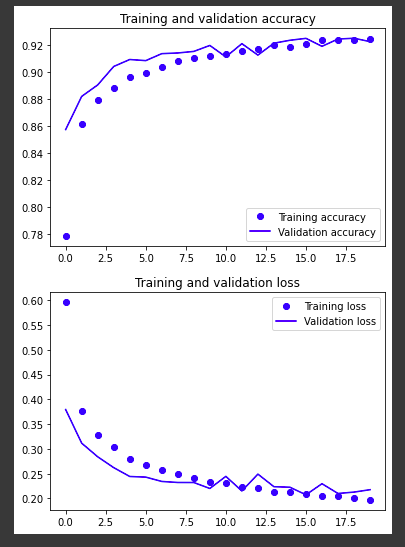 Training and validation accuracy
0.92
0.90
0.88
0.86
0.84
0.82
0.80
0.78
Training accuracy
Validation accuracy
0.0 2.5 5.0 7.5 10.0 12.5 15.0 17.5
Training and validation loss
0.60
0.55
0.50
0.45
0.40
0.35
0.30
0.25
0.20
Training loss
Validation loss
0.0 2.5 5.0 7.5 10.0 12.5 15.0 17.5